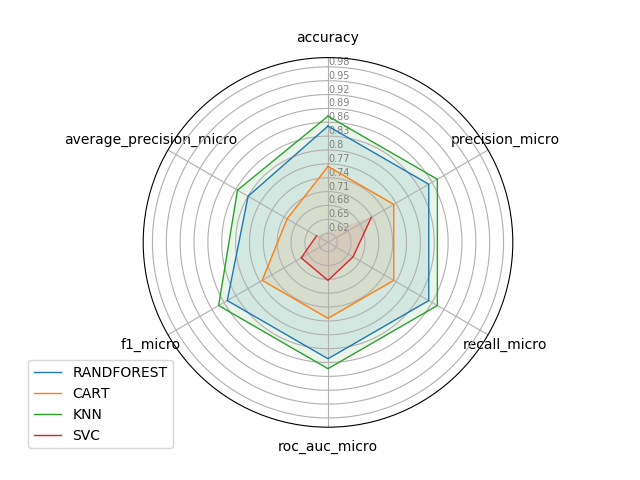 accuracy
0.98
0.95
0.92
0.89
0.86
0.83
0.8
0.77
0.74
0.71
0.68
0.65
0.62
average_precision_micro
precision_micro
f1_micro
recall_micro
roc_auc_micro
RANDFOREST
CART
KNN
SVC